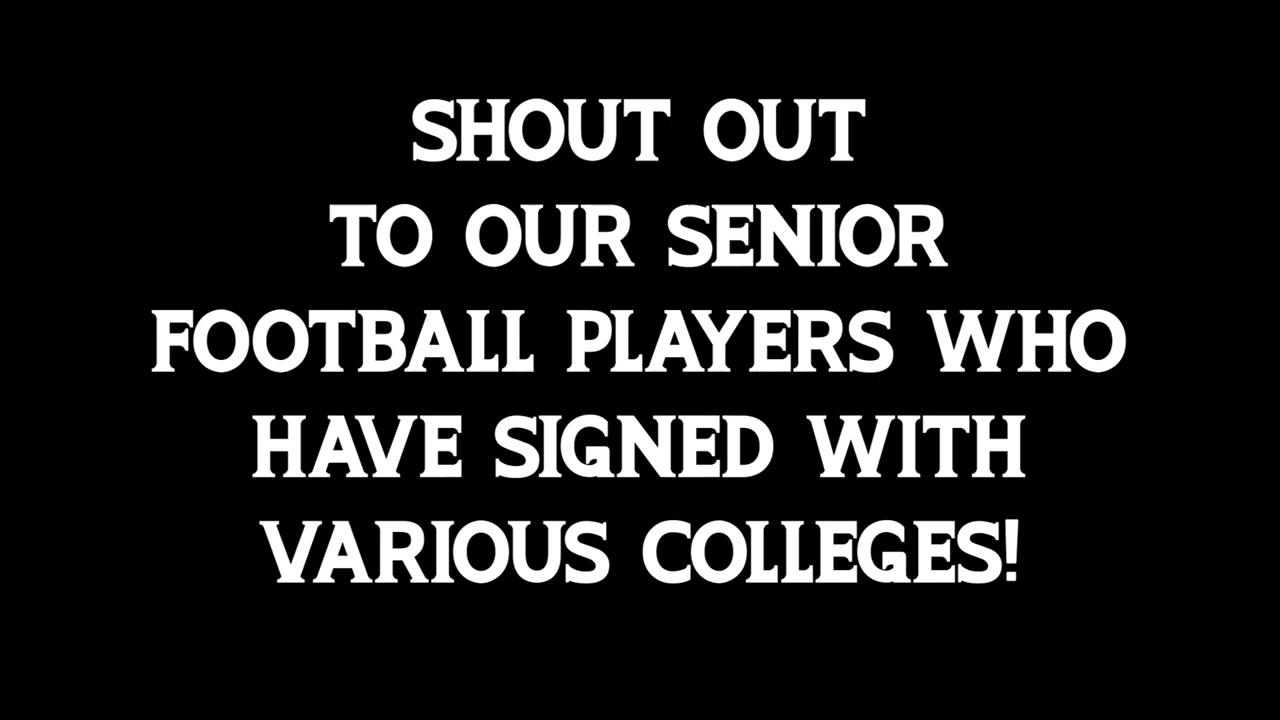 SHOUT OUT
TO OUR SENIOR
FOOTBALL PLAYERS WHO
HAVE SIGNED WITH
VARIOUS COLLEGES!